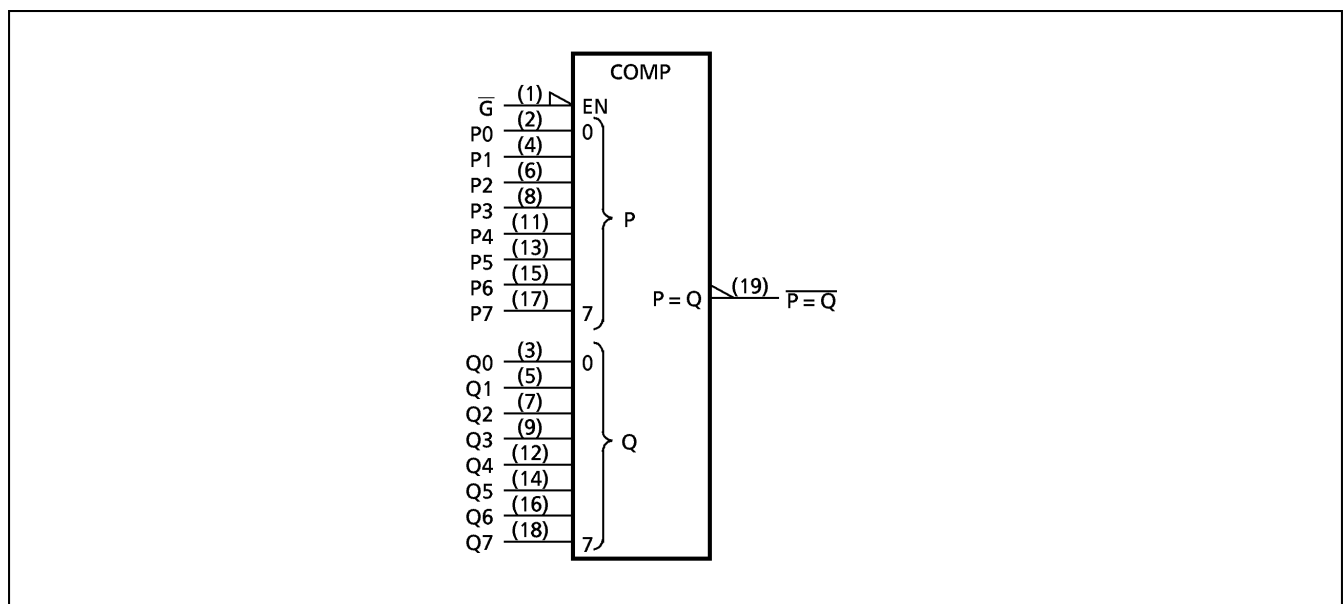 COMP
G̅ (1) EN
P0 (2) 0
P1 (4)
P2 (6)
P3 (8) P
P4 (11)
P5 (13)
P6 (15)
P7 (17) 7
P = Q (19) P̅ ̅=̅ ̅Q̅
Q0 (3) 0
Q1 (5)
Q2 (7)
Q3 (9) Q
Q4 (12)
Q5 (14)
Q6 (16)
Q7 (18) 7